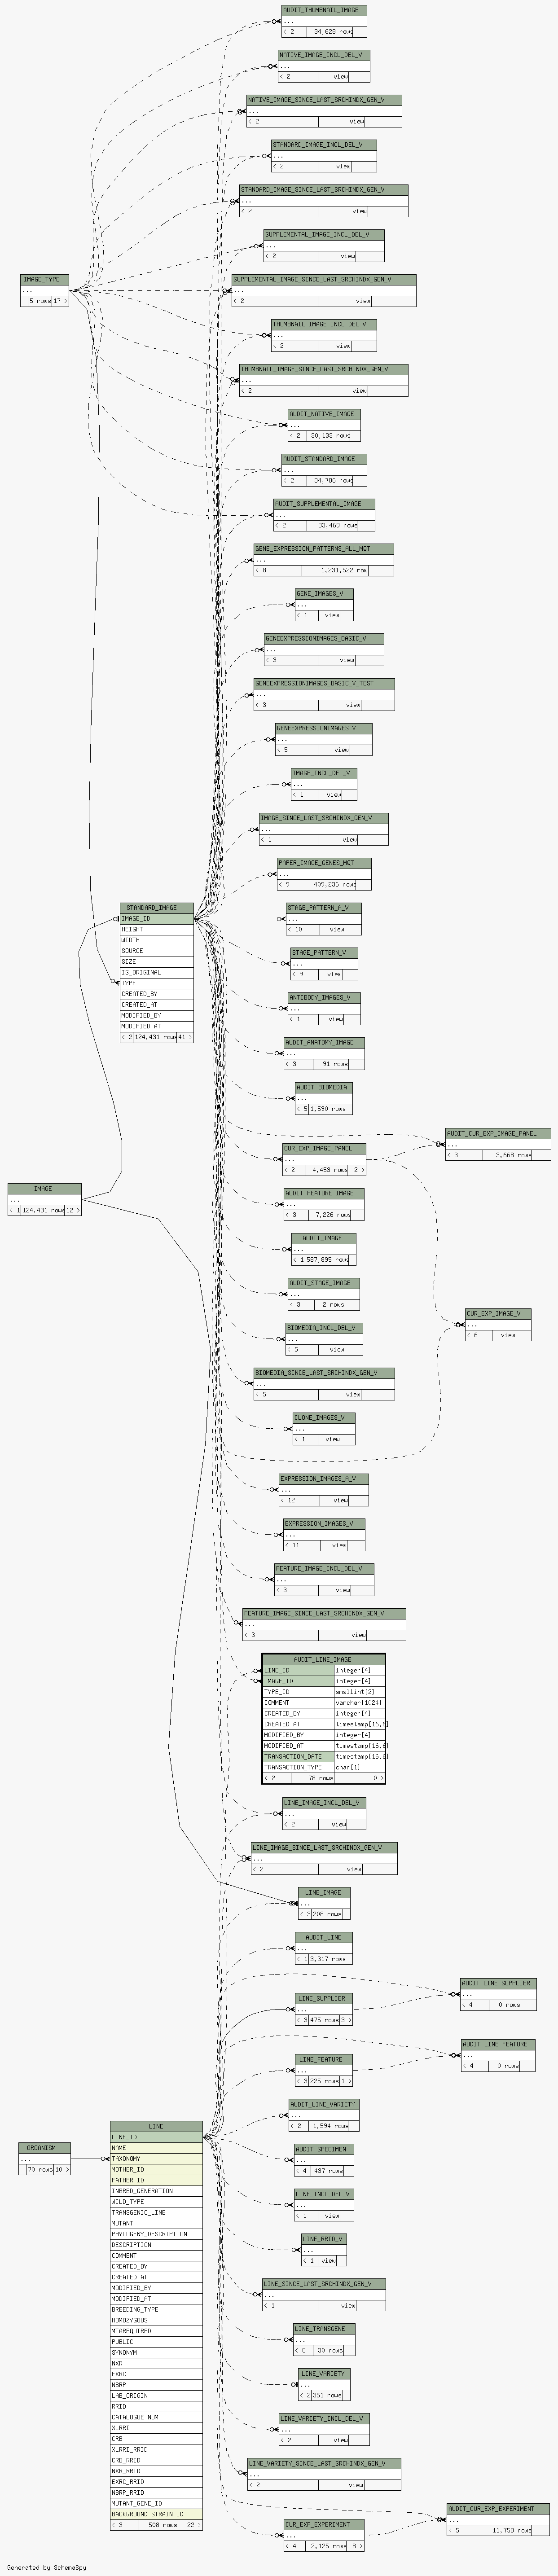 AUDIT_THUMBNAIL_IMAGE
...
< 2 34,628 rows
NATIVE_IMAGE_INCL_DEL_V
...
< 2 view
NATIVE_IMAGE_SINCE_LAST_SRCHINDX_GEN_V
...
< 2 view
STANDARD_IMAGE_INCL_DEL_V
...
< 2 view
STANDARD_IMAGE_SINCE_LAST_SRCHINDX_GEN_V
...
< 2 view
SUPPLEMENTAL_IMAGE_INCL_DEL_V
...
< 2 view
IMAGE_TYPE
...
5 rows 17 >
SUPPLEMENTAL_IMAGE_SINCE_LAST_SRCHINDX_GEN_V
...
< 2 view
THUMBNAIL_IMAGE_INCL_DEL_V
...
< 2 view
THUMBNAIL_IMAGE_SINCE_LAST_SRCHINDX_GEN_V
...
< 2 view
AUDIT_NATIVE_IMAGE
...
< 2 30,133 rows
AUDIT_STANDARD_IMAGE
...
< 2 34,786 rows
AUDIT_SUPPLEMENTAL_IMAGE
...
< 2 33,469 rows
GENE_EXPRESSION_PATTERNS_ALL_MQT
...
< 8 1,231,522 row
GENE_IMAGES_V
...
< 1 view
GENEEXPRESSIONIMAGES_BASIC_V
...
< 3 view
GENEEXPRESSIONIMAGES_BASIC_V_TEST
...
< 3 view
GENEEXPRESSIONIMAGES_V
...
< 5 view
IMAGE_INCL_DEL_V
...
< 1 view
IMAGE_SINCE_LAST_SRCHINDX_GEN_V
...
< 1 view
PAPER_IMAGE_GENES_MQT
...
< 9 409,236 rows
STANDARD_IMAGE
IMAGE_ID
HEIGHT
WIDTH
SOURCE
SIZE
IS_ORIGINAL
TYPE
CREATED_BY
CREATED_AT
MODIFIED_BY
MODIFIED_AT
< 2 124,431 rows 41 >
STAGE_PATTERN_A_V
...
< 10 view
STAGE_PATTERN_V
...
< 9 view
ANTIBODY_IMAGES_V
...
< 1 view
AUDIT_ANATOMY_IMAGE
...
< 3 91 rows
AUDIT_BIOMEDIA
...
< 5 1,590 rows
AUDIT_CUR_EXP_IMAGE_PANEL
...
< 3 3,668 rows
CUR_EXP_IMAGE_PANEL
...
< 2 4,453 rows 2 >
IMAGE
...
< 1 124,431 rows 12 >
AUDIT_FEATURE_IMAGE
...
< 3 7,226 rows
AUDIT_IMAGE
...
< 1 587,895 rows
AUDIT_STAGE_IMAGE
...
< 3 2 rows
CUR_EXP_IMAGE_V
...
< 6 view
BIOMEDIA_INCL_DEL_V
...
< 5 view
BIOMEDIA_SINCE_LAST_SRCHINDX_GEN_V
...
< 5 view
CLONE_IMAGES_V
...
< 1 view
EXPRESSION_IMAGES_A_V
...
< 12 view
EXPRESSION_IMAGES_V
...
< 11 view
FEATURE_IMAGE_INCL_DEL_V
...
< 3 view
FEATURE_IMAGE_SINCE_LAST_SRCHINDX_GEN_V
...
< 3 view
AUDIT_LINE_IMAGE
LINE_ID integer[4]
IMAGE_ID integer[4]
TYPE_ID smallint[2]
COMMENT varchar[1024]
CREATED_BY integer[4]
CREATED_AT timestamp[16,6]
MODIFIED_BY integer[4]
MODIFIED_AT timestamp[16,6]
TRANSACTION_DATE timestamp[16,6]
TRANSACTION_TYPE char[1]
< 2 78 rows 0 >
LINE_IMAGE_INCL_DEL_V
...
< 2 view
LINE_IMAGE_SINCE_LAST_SRCHINDX_GEN_V
...
< 2 view
LINE_IMAGE
...
< 3 208 rows
AUDIT_LINE
...
< 1 3,317 rows
AUDIT_LINE_SUPPLIER
...
< 4 0 rows
LINE_SUPPLIER
...
< 3 475 rows 3 >
AUDIT_LINE_FEATURE
...
< 4 0 rows
LINE_FEATURE
...
< 3 225 rows 1 >
AUDIT_LINE_VARIETY
...
< 2 1,594 rows
ORGANISM
...
70 rows 10 >
LINE
LINE_ID
NAME
TAXONOMY
MOTHER_ID
FATHER_ID
INBRED_GENERATION
WILD_TYPE
TRANSGENIC_LINE
MUTANT
PHYLOGENY_DESCRIPTION
DESCRIPTION
COMMENT
CREATED_BY
CREATED_AT
MODIFIED_BY
MODIFIED_AT
BREEDING_TYPE
HOMOZYGOUS
MTAREQUIRED
PUBLIC
SYNONYM
NXR
EXRC
NBRP
LAB_ORIGIN
RRID
CATALOGUE_NUM
XLRRI
CRB
XLRRI_RRID
CRB_RRID
NXR_RRID
EXRC_RRID
NBRP_RRID
MUTANT_GENE_ID
BACKGROUND_STRAIN_ID
< 3 508 rows 22 >
AUDIT_SPECIMEN
...
< 4 437 rows
LINE_INCL_DEL_V
...
< 1 view
LINE_RRID_V
...
< 1 view
LINE_SINCE_LAST_SRCHINDX_GEN_V
...
< 1 view
LINE_TRANSGENE
...
< 8 30 rows
LINE_VARIETY
...
< 2 351 rows
LINE_VARIETY_INCL_DEL_V
...
< 2 view
LINE_VARIETY_SINCE_LAST_SRCHINDX_GEN_V
...
< 2 view
AUDIT_CUR_EXP_EXPERIMENT
...
< 5 11,758 rows
CUR_EXP_EXPERIMENT
...
< 4 2,125 rows 8 >
Generated by SchemaSpy